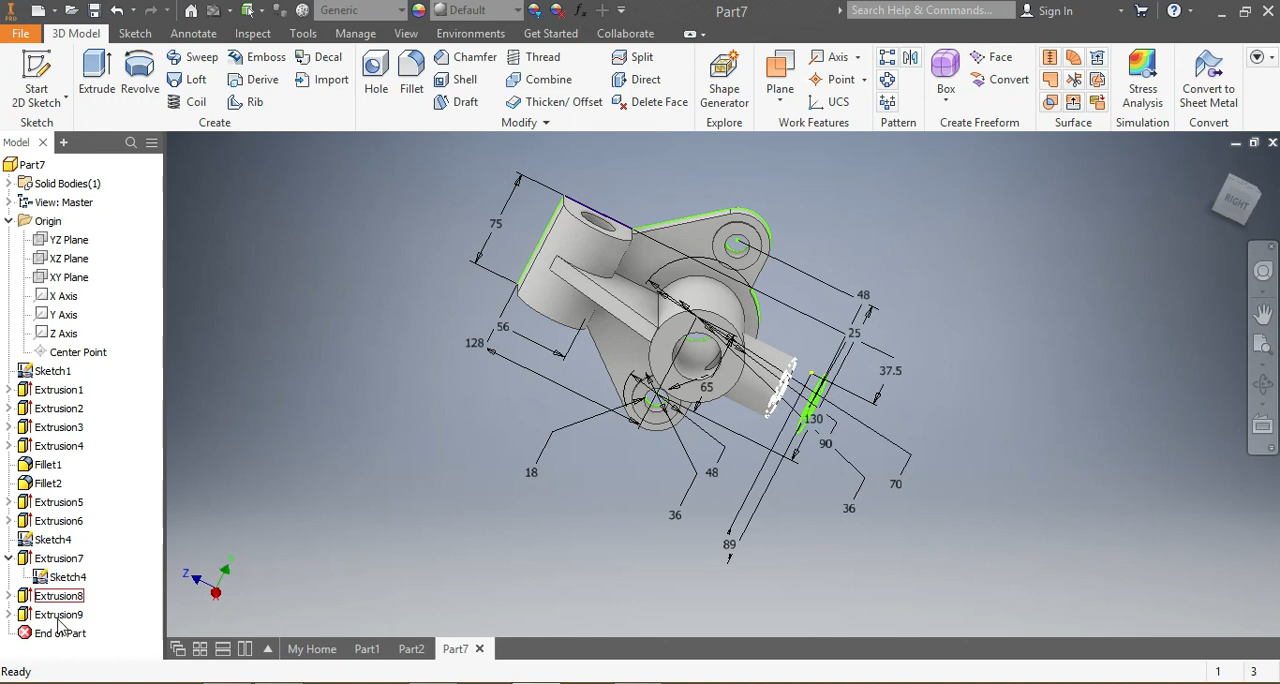 PRO
Generic
Default
Part7
Search Help & Commands...
Sign In
File
3D Model
Sketch
Annotate
Inspect
Tools
Manage
View
Environments
Get Started
Collaborate
Start
2D Sketch
Sketch
Extrude
Revolve
Sweep
Loft
Coil
Emboss
Derive
Rib
Decal
Import
Create
Hole
Fillet
Chamfer
Shell
Draft
Thread
Combine
Thicken/ Offset
Split
Direct
Delete Face
Modify
Shape
Generator
Explore
Plane
Axis
Point
UCS
Work Features
Pattern
Box
Face
Convert
Create Freeform
Surface
Stress
Analysis
Simulation
Convert to
Sheet Metal
Convert
Model
Part7
Solid Bodies(1)
View: Master
Origin
YZ Plane
XZ Plane
XY Plane
X Axis
Y Axis
Z Axis
Center Point
Sketch1
Extrusion1
Extrusion2
Extrusion3
Extrusion4
Fillet1
Fillet2
Extrusion5
Extrusion6
Sketch4
Extrusion7
Sketch4
Extrusion8
Extrusion9
End of Part
75
56
128
48
25
37.5
65
130
90
18
48
36
70
36
89
RIGHT
Z
My Home
Part1
Part2
Part7
Ready
1
3